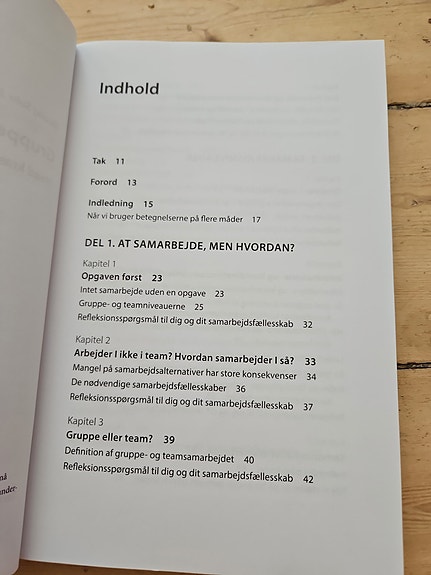 Indhold
Tak 11
Forord 13
Indledning 15
Når vi bruger betegnelserne på flere måder 17
DEL 1. AT SAMARBEJDE, MEN HVORDAN?
Kapitel 1
Opgaven først 23
Intet samarbejde uden en opgave 23
Gruppe- og teamniveauerne 25
Refleksionsspørgsmål til dig og dit samarbejdsfællesskab 32
Kapitel 2
Arbejder I ikke i team? Hvordan samarbejder I så? 33
Mangel på samarbejdsalternativer har store konsekvenser 34
De nødvendige samarbejdsfællesskaber 36
Refleksionsspørgsmål til dig og dit samarbejdsfællesskab 37
Kapitel 3
Gruppe eller team? 39
Definition af gruppe- og teamsamarbejdet 40
Refleksionsspørgsmål til dig og dit samarbejdsfællesskab 42